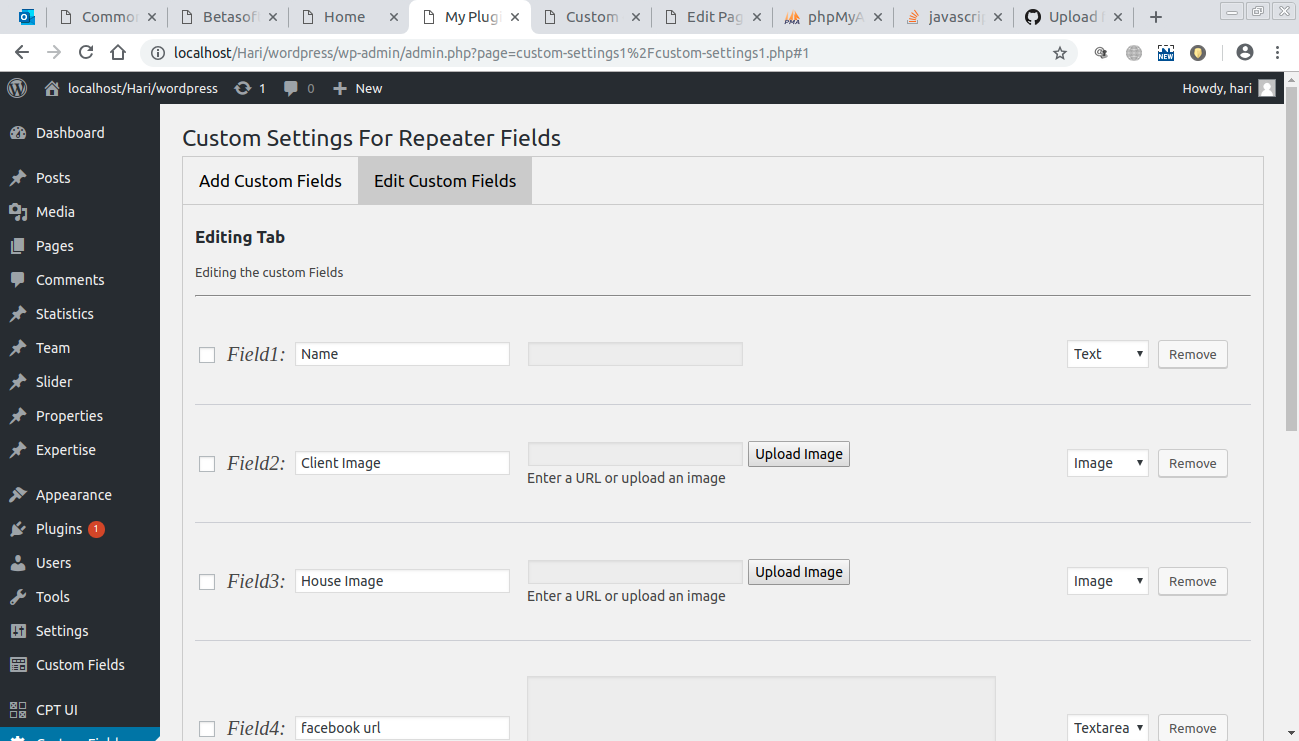 Commo
Betasof
Home
My Plugi
Custom
Edit Pag
phpMyA
javascrip
Upload
localhost/Hari/wordpress/wp-admin/admin.php?page=custom-settings1%2Fcustom-settings1.php#1
NEW
localhost/Hari/wordpress 1 0 New Howdy, hari
Dashboard
Posts
Media
Pages
Comments
Statistics
Team
Slider
Properties
Expertise
Appearance
Plugins 1
Users
Tools
Settings
Custom Fields
CPT UI
Custom Field
Custom Settings For Repeater Fields
Add Custom Fields Edit Custom Fields
Editing Tab
Editing the custom Fields
Field1: Name Text Remove
Field2: Client Image Upload Image Image Remove
Enter a URL or upload an image
Field3: House Image Upload Image Image Remove
Enter a URL or upload an image
Field4: facebook url Textarea Remove